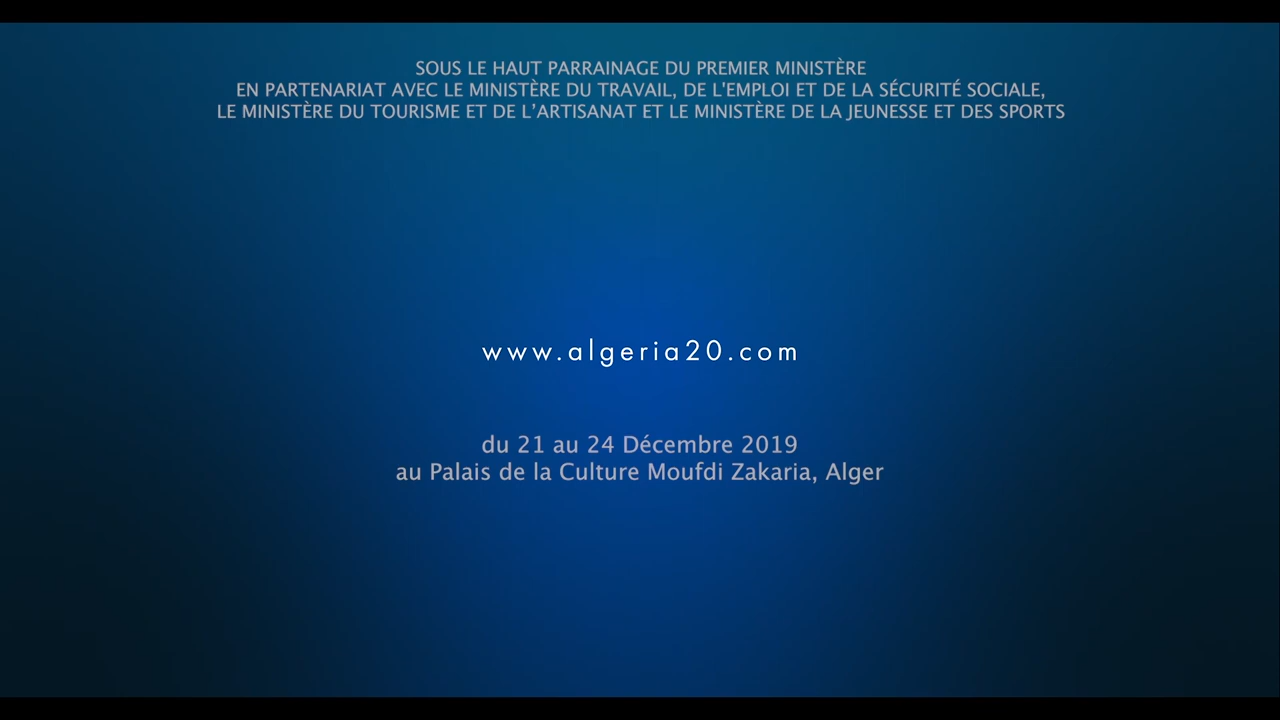 SOUS LE HAUT PARRAINAGE DU PREMIER MINISTÈRE
EN PARTENARIAT AVEC LE MINISTÈRE DU TRAVAIL, DE L'EMPLOI ET DE LA SÉCURITÉ SOCIALE,
LE MINISTÈRE DU TOURISME ET DE L’ARTISANAT ET LE MINISTÈRE DE LA JEUNESSE ET DES SPORTS
www.algeria20.com
du 21 au 24 Décembre 2019
au Palais de la Culture Moufdi Zakaria, Alger